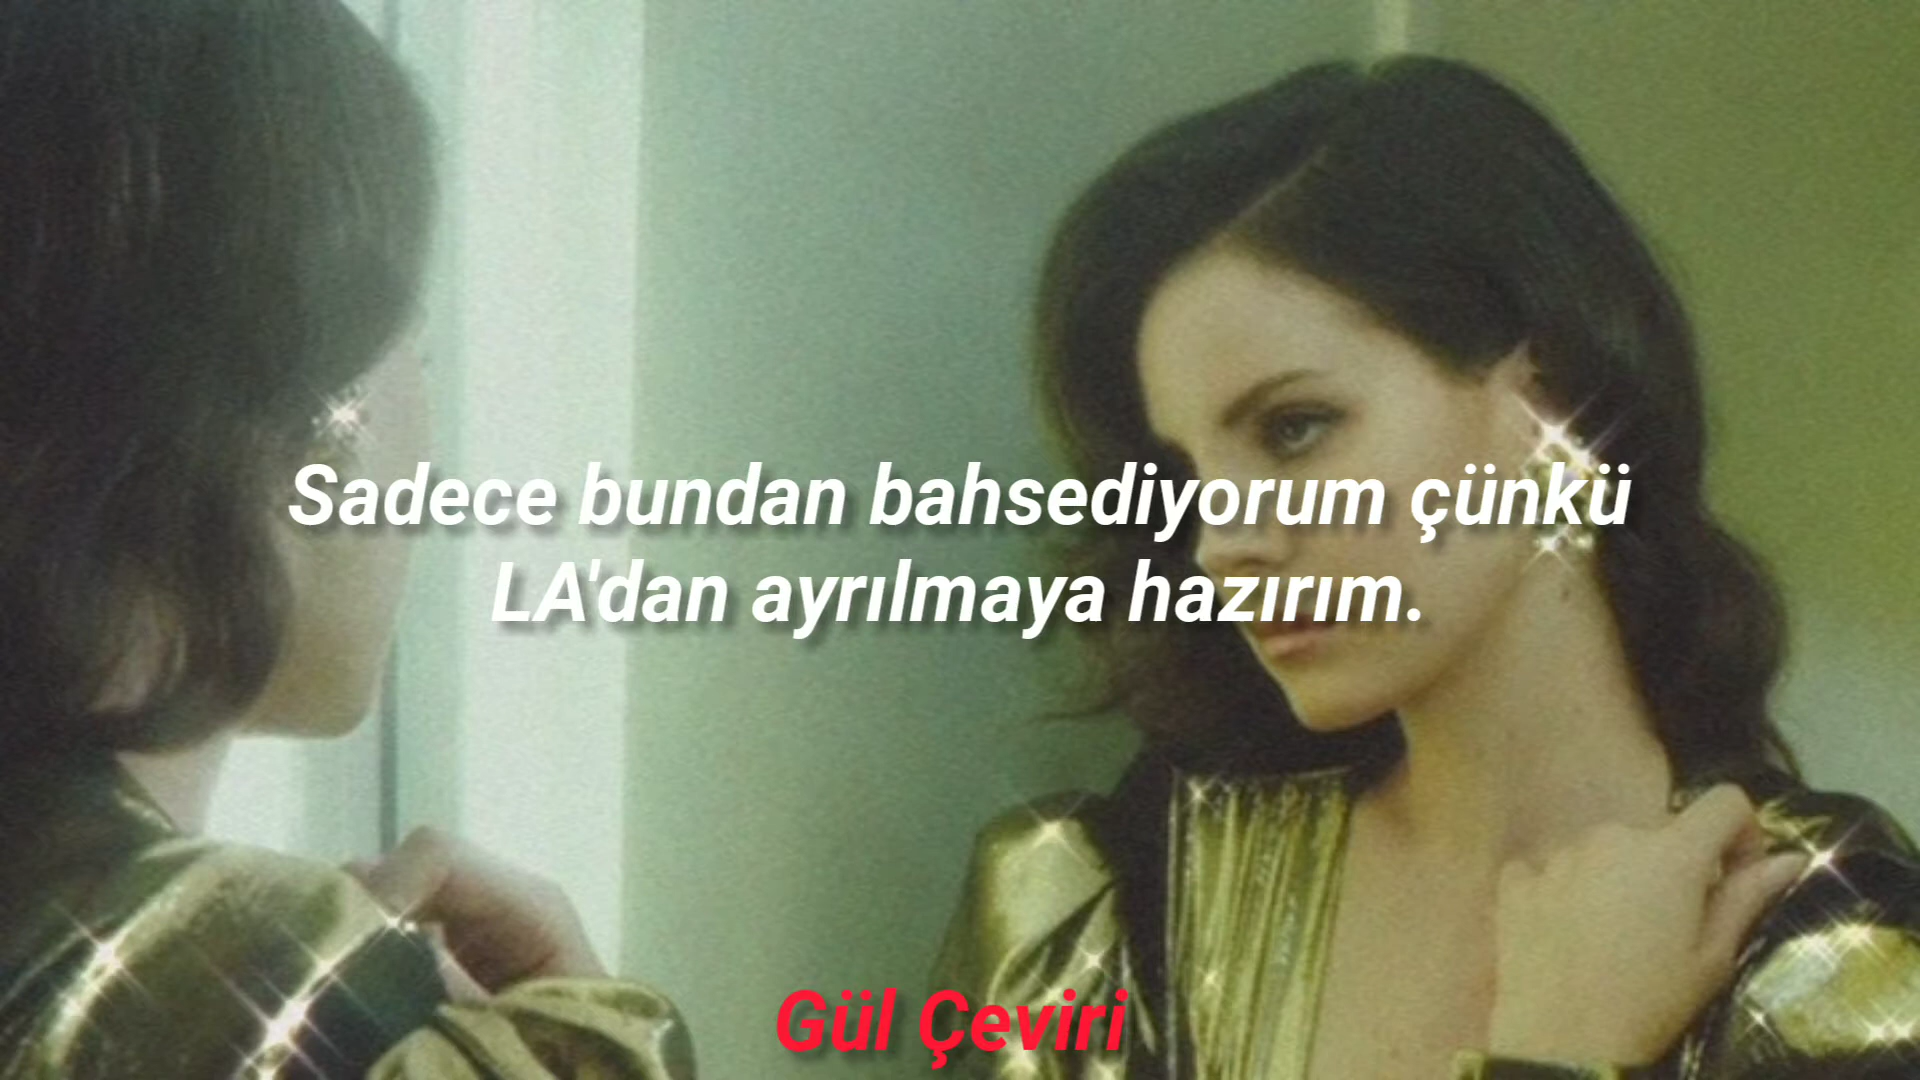 Sadece bundan bahsediyorum çünkü
LA'dan ayrılmaya hazırım.
Gül Çeviri